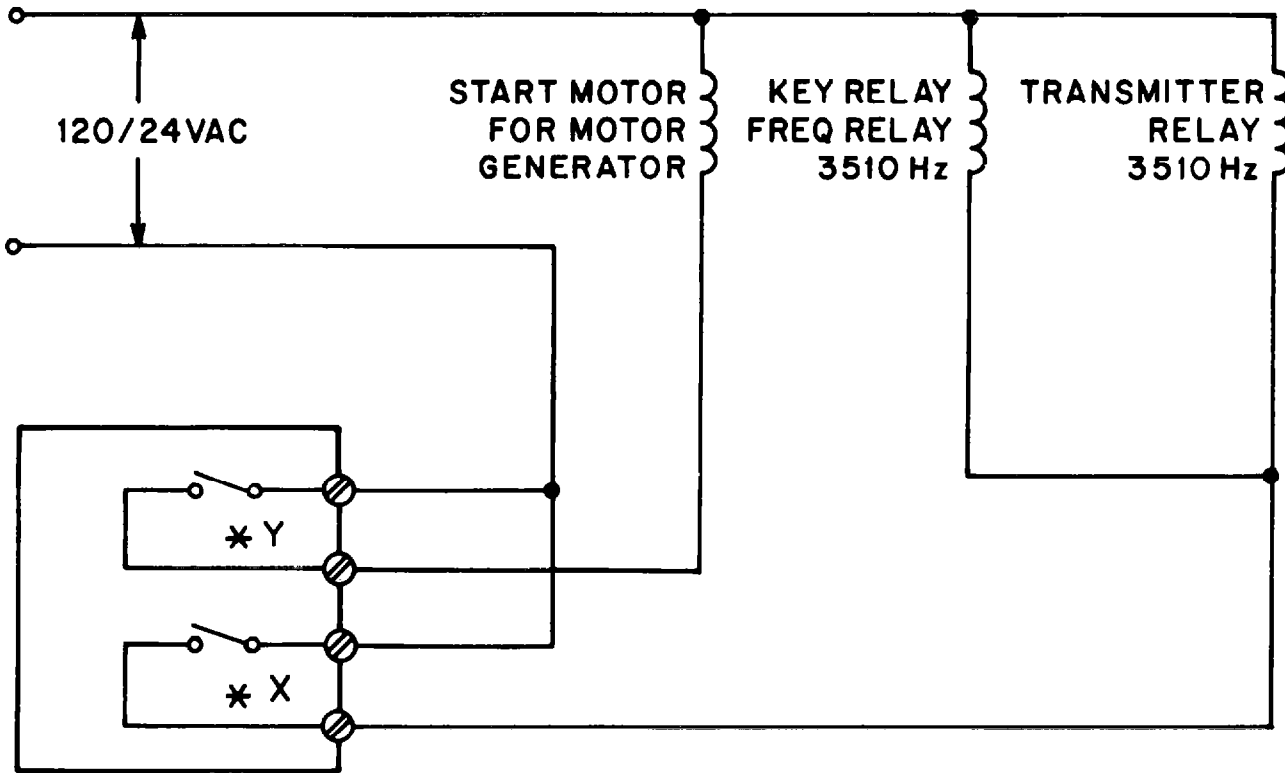 120/24VAC
START MOTOR
FOR MOTOR
GENERATOR
KEY RELAY
FREQ RELAY
3510 Hz
TRANSMITTER
RELAY
3510 Hz
* Y
* X